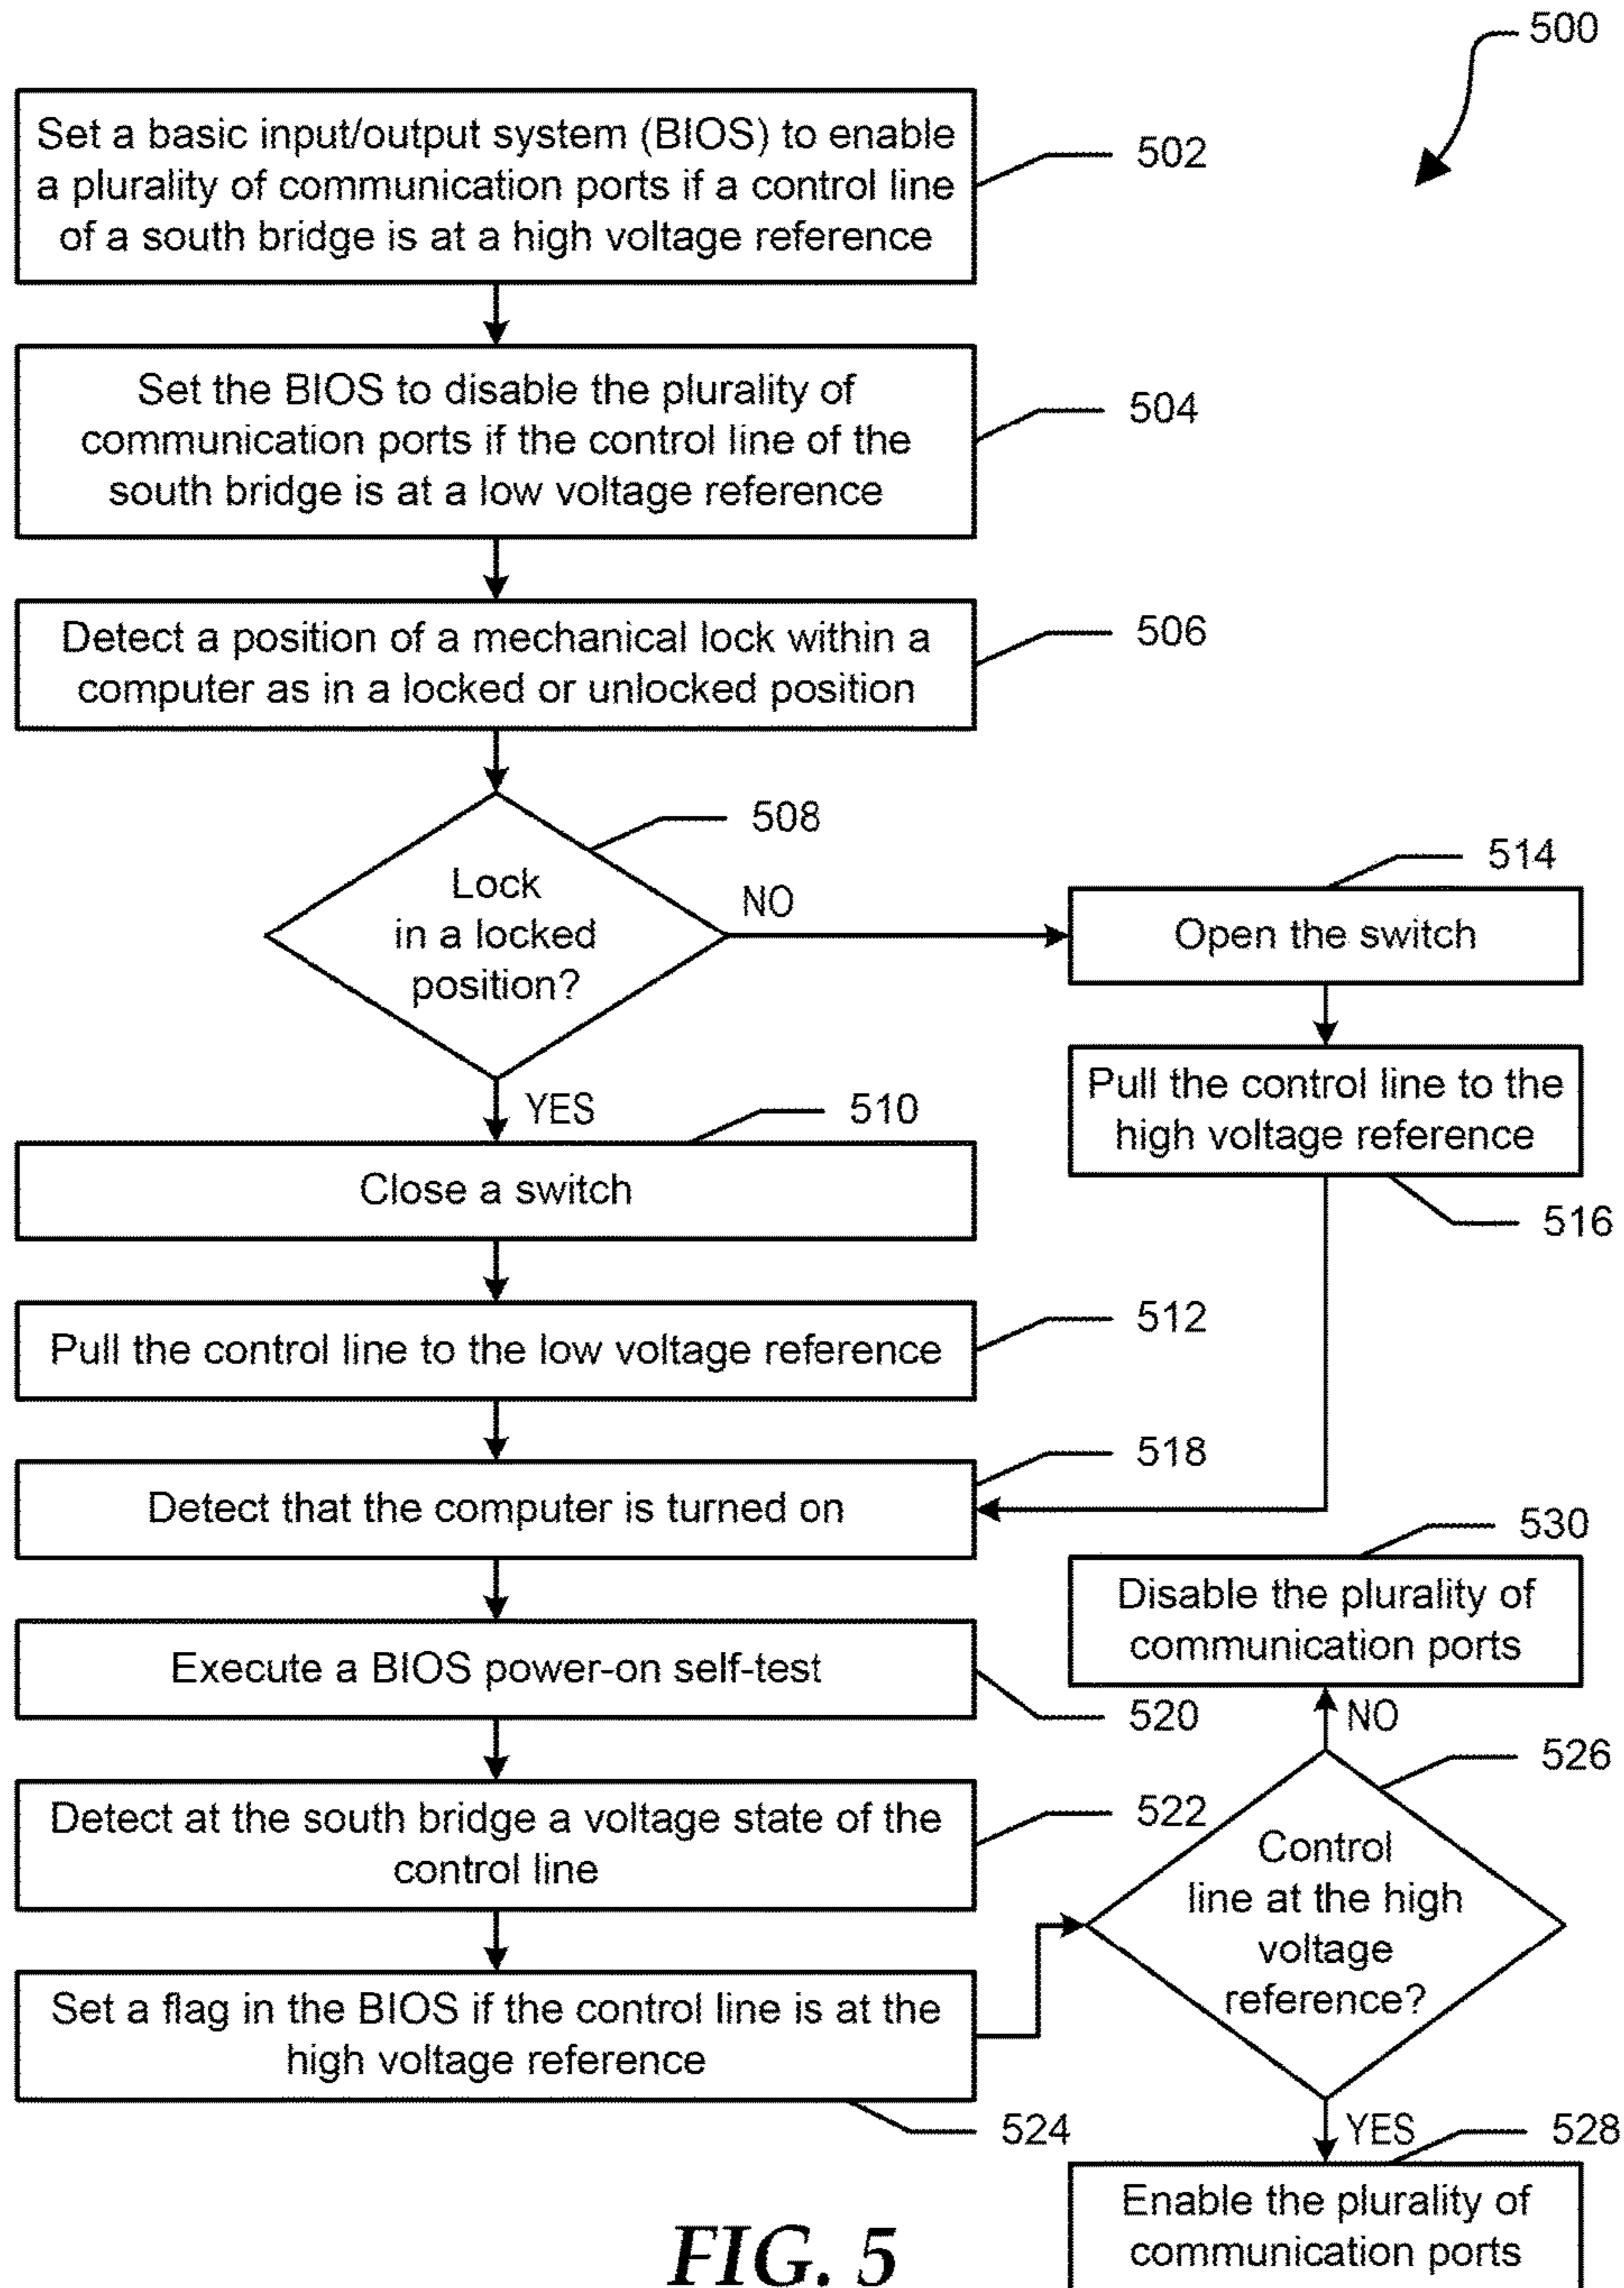 500
Set a basic input/output system (BIOS) to enable
a plurality of communication ports if a control line
of a south bridge is at a high voltage reference
502
Set the BIOS to disable the plurality of
communication ports if the control line of the
south bridge is at a low voltage reference
504
Detect a position of a mechanical lock within a
computer as in a locked or unlocked position
506
Lock
in a locked
position?
508
NO
YES
514
Open the switch
Pull the control line to the
high voltage reference
516
510
Close a switch
Pull the control line to the low voltage reference
512
Detect that the computer is turned on
518
Execute a BIOS power-on self-test
520
Detect at the south bridge a voltage state of the
control line
522
Set a flag in the BIOS if the control line is at the
high voltage reference
524
530
Disable the plurality of
communication ports
NO
526
Control
line at the high
voltage
reference?
YES
528
Enable the plurality of
communication ports
FIG. 5